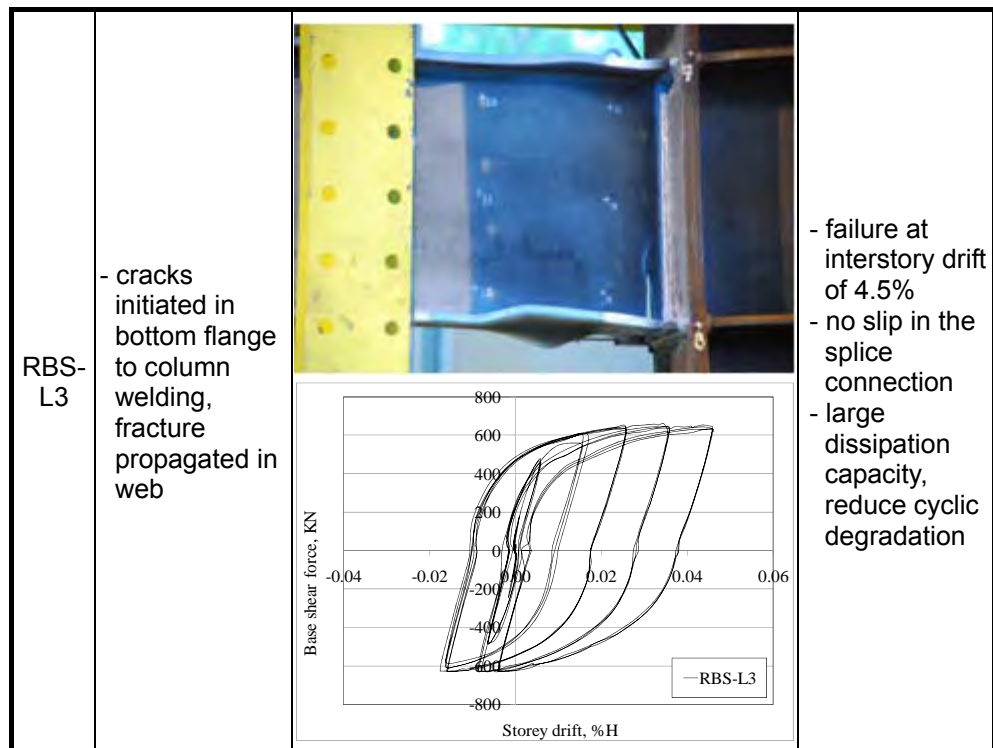 RBS-
L3
- cracks
initiated in
bottom flange
to column
welding,
fracture
propagated in
web
800
600
400
200
0
-200
-400
-600
-800
-0.04
-0.02
0.00
0.02
0.04
0.06
Base shear force, KN
Storey drift, %H
RBS-L3
- failure at
interstory drift
of 4.5%
- no slip in the
splice
connection
- large
dissipation
capacity,
reduce cyclic
degradation